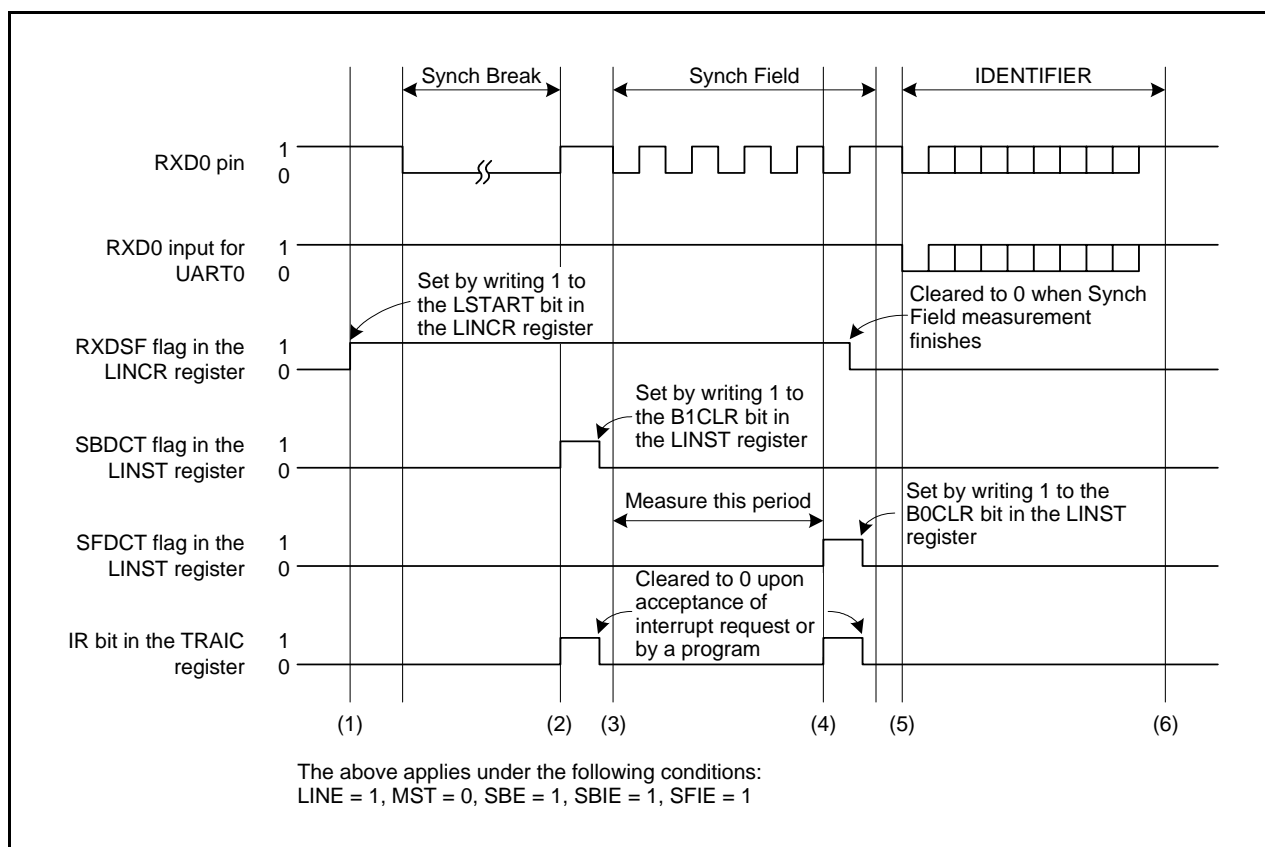 Synch Break
Synch Field
IDENTIFIER
RXD0 pin
1
0
RXD0 input for
UART0
1
0
Set by writing 1 to
the LSTART bit in
the LINCR register
Cleared to 0 when Synch
Field measurement
finishes
RXDSF flag in the
LINCR register
1
0
Set by writing 1 to
the B1CLR bit in
the LINST register
SBDCT flag in the
LINST register
1
0
Measure this period
Set by writing 1 to the
B0CLR bit in the LINST
register
SFDCT flag in the
LINST register
1
0
Cleared to 0 upon
acceptance of
interrupt request or
by a program
IR bit in the TRAIC
register
1
0
(1)
(2)
(3)
(4)
(5)
(6)
The above applies under the following conditions:
LINE = 1, MST = 0, SBE = 1, SBIE = 1, SFIE = 1